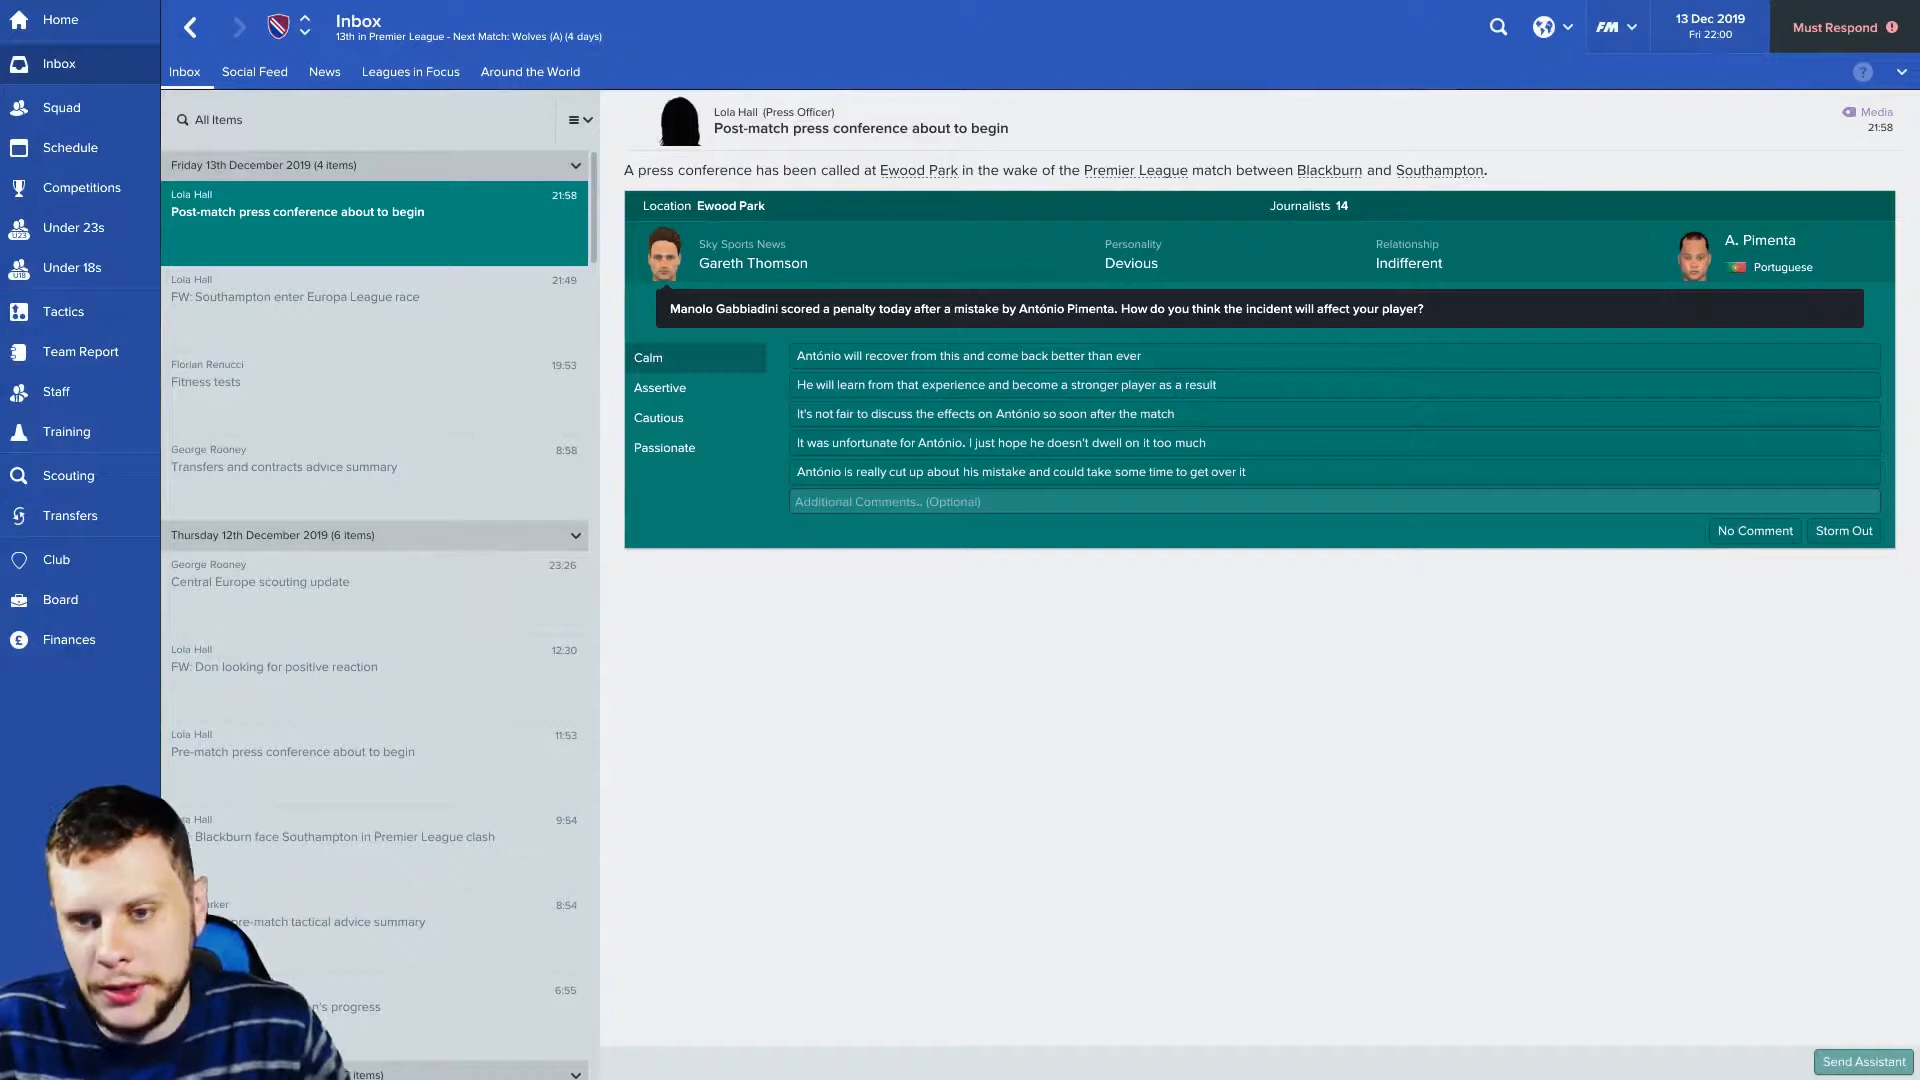 Home
Inbox
Squad
Schedule
Competitions
Under 23s
Under 18s
Tactics
Team Report
Staff
Training
Scouting
Transfers
Club
Board
Finances
Inbox
13th in Premier League - Next Match: Wolves (A) (4 days)
FM
13 Dec 2019
Fri 22:00
Must Respond
Inbox
Social Feed
News
Leagues in Focus
Around the World
All Items
Friday 13th December 2019 (4 items)
Lola Hall 21:58
Post-match press conference about to begin
Lola Hall 21:49
FW: Southampton enter Europa League race
Florian Renucci 19:53
Fitness tests
George Rooney 8:58
Transfers and contracts advice summary
Thursday 12th December 2019 (6 items)
George Rooney 23:26
Central Europe scouting update
Lola Hall 12:30
FW: Don looking for positive reaction
Lola Hall 11:53
Pre-match press conference about to begin
Hall 9:54
Blackburn face Southampton in Premier League clash
8:54
pre-match tactical advice summary
6:55
n's progress
items)
Lola Hall (Press Officer)
Post-match press conference about to begin
Media
21:58
A press conference has been called at Ewood Park in the wake of the Premier League match between Blackburn and Southampton.
Location Ewood Park
Journalists 14
Sky Sports News
Gareth Thomson
Personality
Devious
Relationship
Indifferent
A. Pimenta
Portuguese
Manolo Gabbiadini scored a penalty today after a mistake by António Pimenta. How do you think the incident will affect your player?
Calm
Assertive
Cautious
Passionate
António will recover from this and come back better than ever
He will learn from that experience and become a stronger player as a result
It's not fair to discuss the effects on António so soon after the match
It was unfortunate for António. I just hope he doesn't dwell on it too much
António is really cut up about his mistake and could take some time to get over it
Additional Comments.. (Optional)
No Comment
Storm Out
Send Assistant